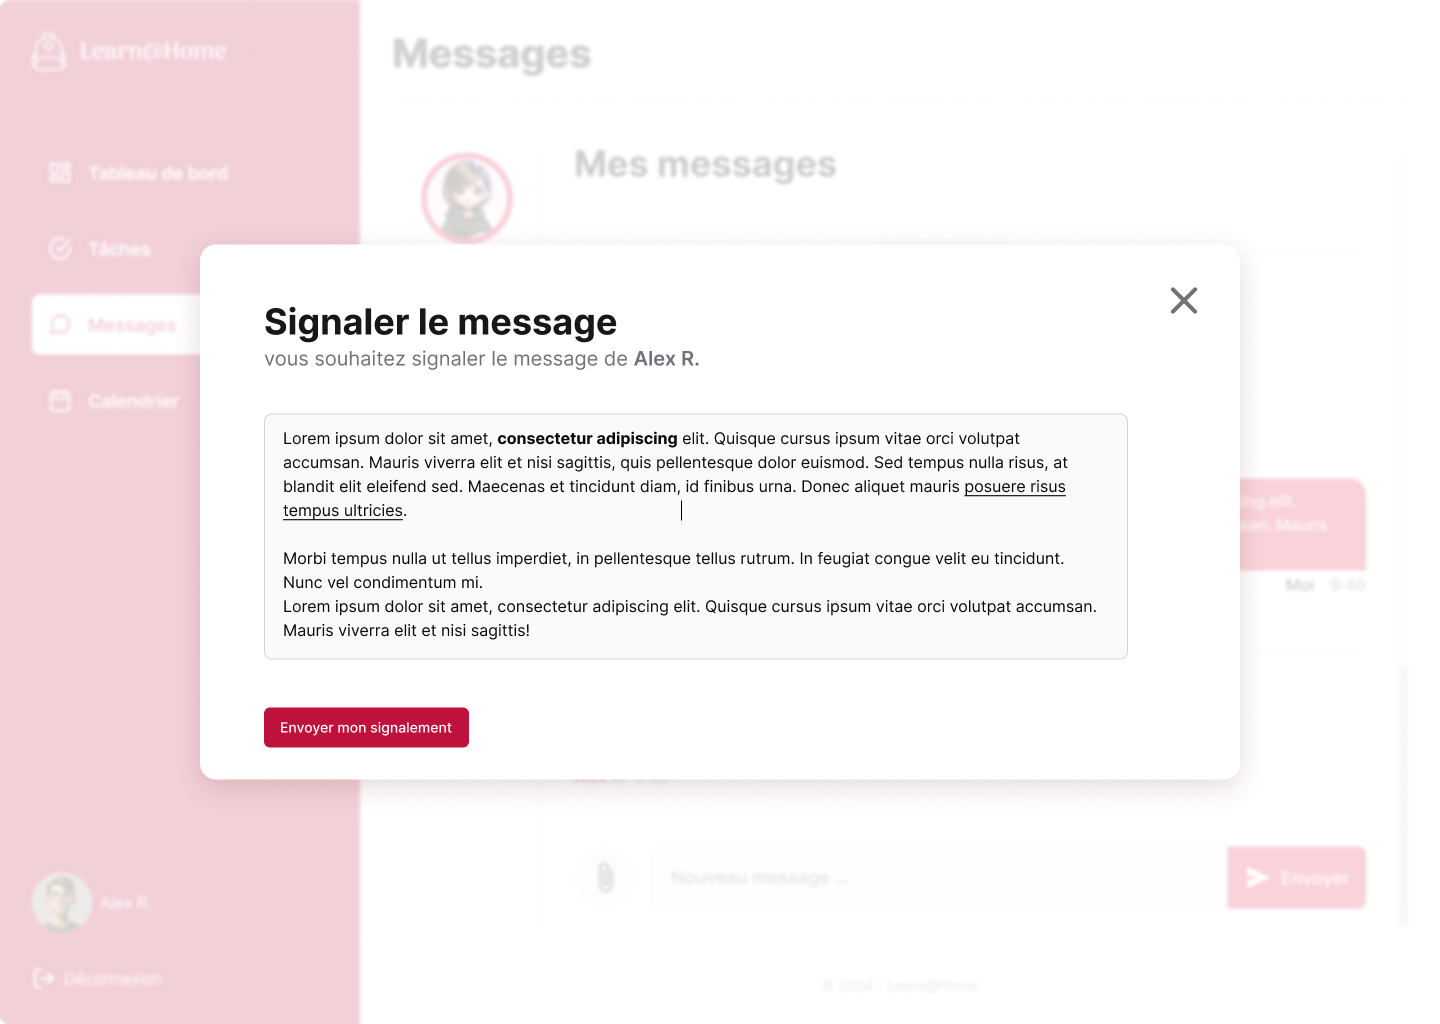 Learn@Home
Messages
Tableau de bord
Mes messages
Tâches
Messages
Calendrier
Signaler le message
vous souhaitez signaler le message de Alex R.
Lorem ipsum dolor sit amet, consectetur adipiscing elit. Quisque cursus ipsum vitae orci volutpat
accumsan. Mauris viverra elit et nisi sagittis, quis pellentesque dolor euismod. Sed tempus nulla risus, at
blandit elit eleifend sed. Maecenas et tincidunt diam, id finibus urna. Donec aliquet mauris posuere risus
tempus ultricies.
Morbi tempus nulla ut tellus imperdiet, in pellentesque tellus rutrum. In feugiat congue velit eu tincidunt.
Nunc vel condimentum mi.
Lorem ipsum dolor sit amet, consectetur adipiscing elit. Quisque cursus ipsum vitae orci volutpat accumsan.
Mauris viverra elit et nisi sagittis!
Envoyer mon signalement
elit.
Mauris
Moi 9:40
Nouveau message ...
Envoyer
Alex R.
Déconnexion
© 2024 - Learn@Home